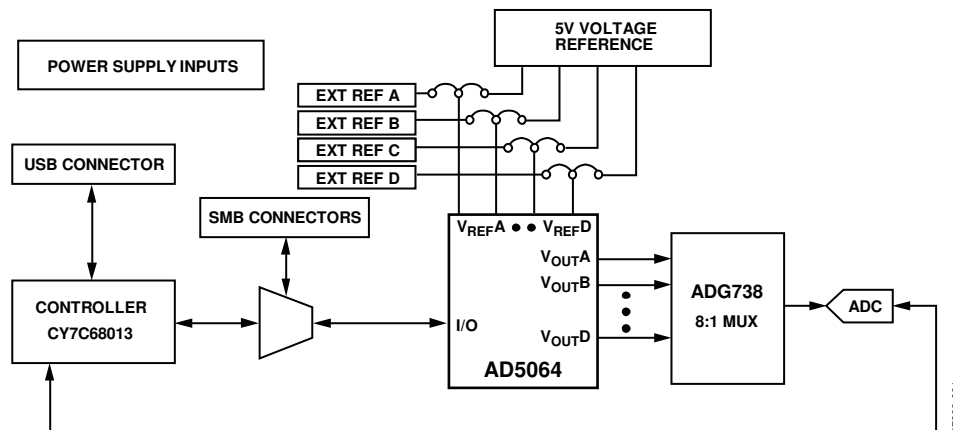 5V VOLTAGE
REFERENCE
POWER SUPPLY INPUTS
EXT REF A
EXT REF B
EXT REF C
EXT REF D
USB CONNECTOR
SMB CONNECTORS
VREFA •• VREFD
VOUTA
VOUTB
VOUTD
I/O
AD5064
CONTROLLER
CY7C68013
ADG738
8:1 MUX
ADC